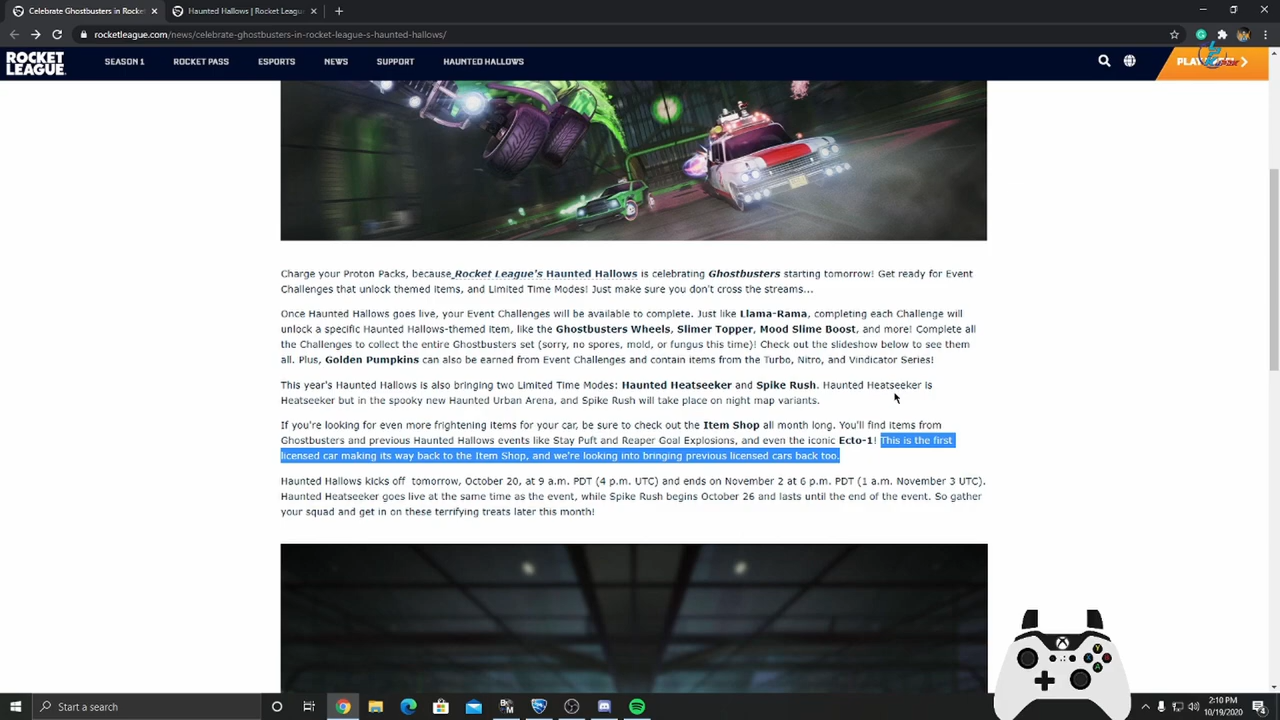 Celebrate Ghostbusters in Rocket
Haunted Hallows | Rocket Leagu
rocketleague.com/news/celebrate-ghostbusters-in-rocket-league-s-haunted-hallows/
ROCKET
LEAGUE
SEASON 1
ROCKET PASS
ESPORTS
NEWS
SUPPORT
HAUNTED HALLOWS
Charge your Proton Packs, because Rocket League's Haunted Hallows is celebrating Ghostbusters starting tomorrow! Get ready for Event
Challenges that unlock themed items, and Limited Time Modes! Just make sure you don't cross the streams...
Once Haunted Hallows goes live, your Event Challenges will be available to complete. Just like Llama-Rama, completing each Challenge will
unlock a specific Haunted Hallows-themed item, like the Ghostbusters Wheels, Slimer Topper, Mood Slime Boost, and more! Complete all
the Challenges to collect the entire Ghostbusters set (sorry, no spores, mold, or fungus this time)! Check out the slideshow below to see them
all. Plus, Golden Pumpkins can also be earned from Event Challenges and contain items from the Turbo, Nitro, and Vindicator Series!
This year's Haunted Hallows is also bringing two Limited Time Modes: Haunted Heatseeker and Spike Rush. Haunted Heatseeker is
Heatseeker but in the spooky new Haunted Urban Arena, and Spike Rush will take place on night map variants.
If you're looking for even more frightening items for your car, be sure to check out the Item Shop all month long. You'll find items from
Ghostbusters and previous Haunted Hallows events like Stay Puft and Reaper Goal Explosions, and even the iconic Ecto-1! This is the first
licensed car making its way back to the Item Shop, and we're looking into bringing previous licensed cars back too.
Haunted Hallows kicks off tomorrow, October 20, at 9 a.m. PDT (4 p.m. UTC) and ends on November 2 at 6 p.m. PDT (1 a.m. November 3 UTC).
Haunted Heatseeker goes live at the same time as the event, while Spike Rush begins October 26 and lasts until the end of the event. So gather
your squad and get in on these terrifying treats later this month!
Y
X
B
A
Start a search
2:10 PM
10/19/2020